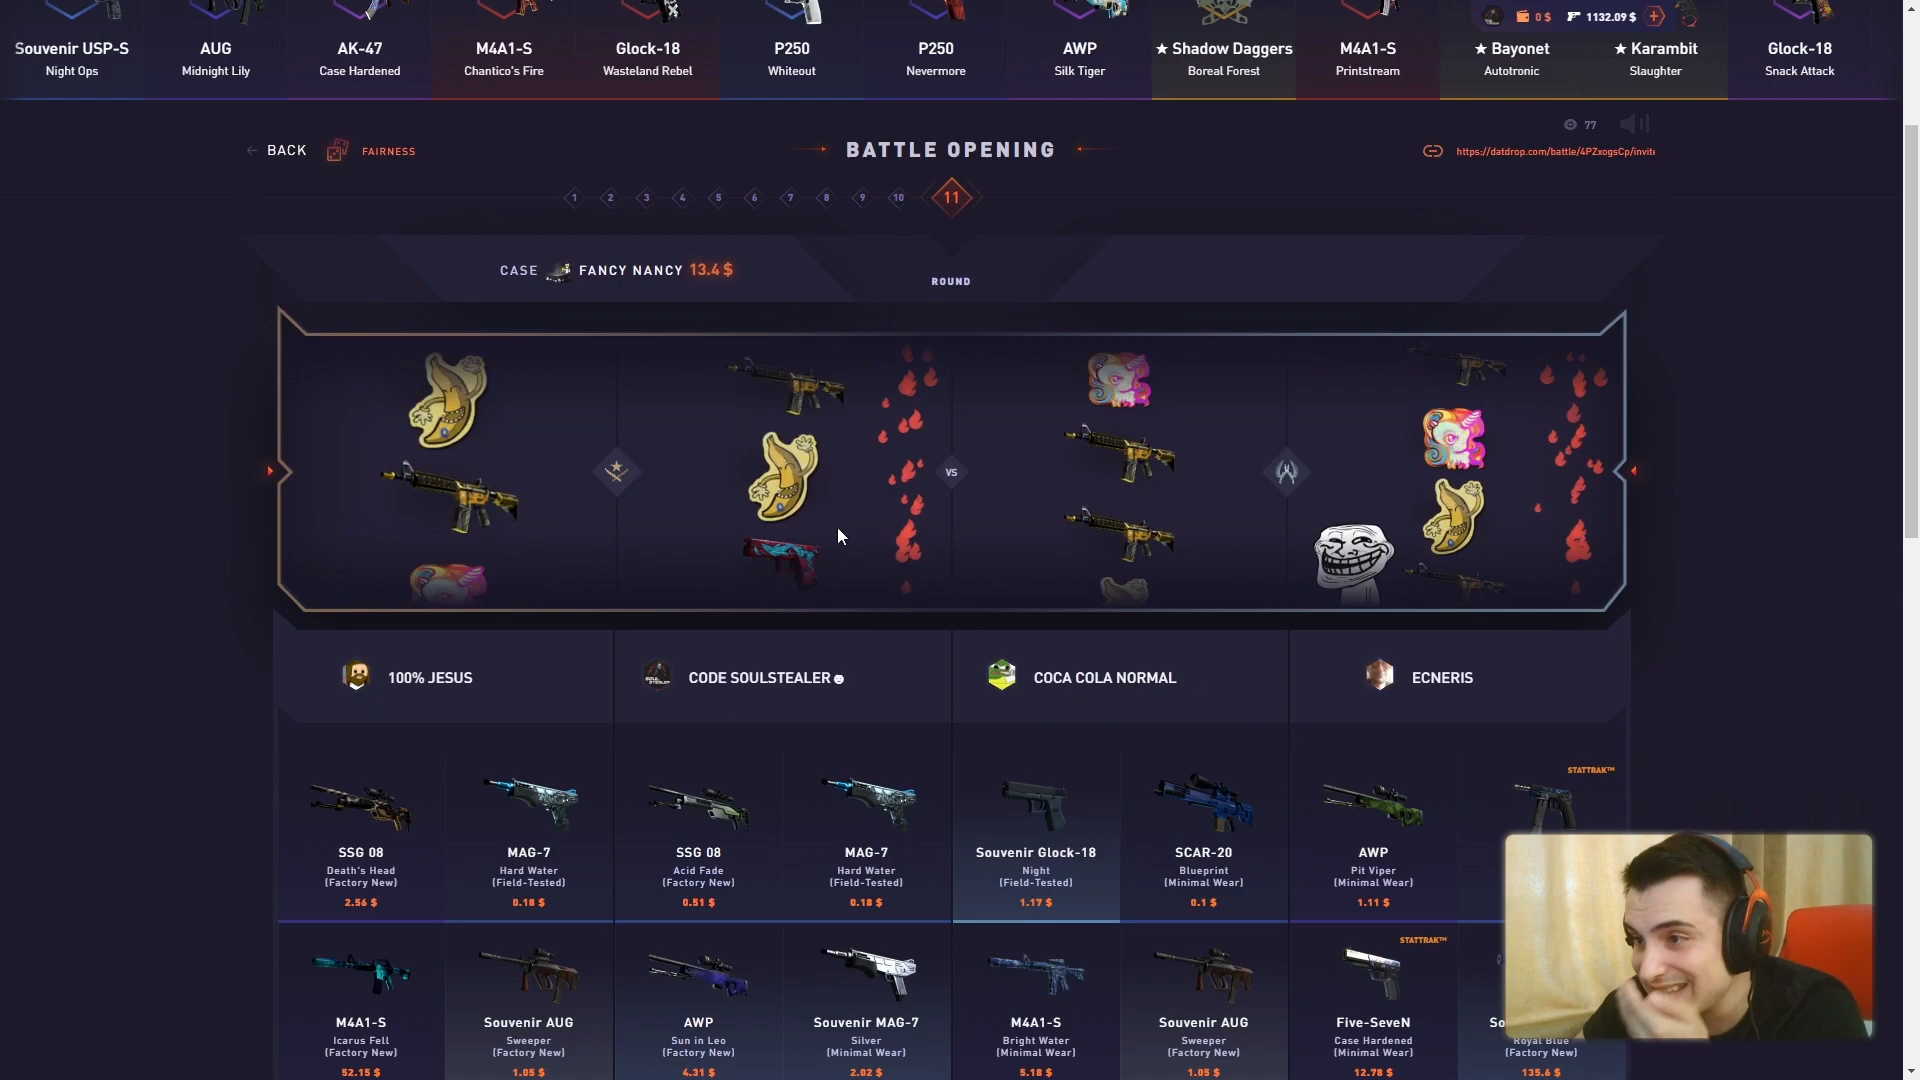 Souvenir USP-S
Night Ops
AUG
Midnight Lily
AK-47
Case Hardened
M4A1-S
Chantico's Fire
Glock-18
Wasteland Rebel
P250
Whiteout
P250
Nevermore
AWP
Silk Tiger
★ Shadow Daggers
Boreal Forest
M4A1-S
Printstream
★ Bayonet
Autotronic
★ Karambit
Slaughter
Glock-18
Snack Attack
0 $
1132.09 $
77
← BACK
FAIRNESS
BATTLE OPENING
https://datdrop.com/battle/4PZxogsCp/invite
1 2 3 4 5 6 7 8 9 10 11
CASE FANCY NANCY 13.4 $
ROUND
VS
100% JESUS
CODE SOULSTEALER
COCA COLA NORMAL
ECNERIS
SSG 08
Death's Head
(Factory New)
2.56 $
MAG-7
Hard Water
(Field-Tested)
0.18 $
SSG 08
Acid Fade
(Factory New)
0.51 $
MAG-7
Hard Water
(Field-Tested)
0.18 $
Souvenir Glock-18
Night
(Field-Tested)
1.17 $
SCAR-20
Blueprint
(Minimal Wear)
0.1 $
AWP
Pit Viper
(Minimal Wear)
1.11 $
STATTRAK™
M4A1-S
Icarus Fell
(Factory New)
52.15 $
Souvenir AUG
Sweeper
(Factory New)
1.05 $
AWP
Sun in Leo
(Factory New)
4.31 $
Souvenir MAG-7
Silver
(Minimal Wear)
2.02 $
M4A1-S
Bright Water
(Minimal Wear)
5.18 $
Souvenir AUG
Sweeper
(Factory New)
1.05 $
STATTRAK™
Five-SeveN
Case Hardened
(Minimal Wear)
12.78 $
So
Royal Blue
(Factory New)
135.6 $